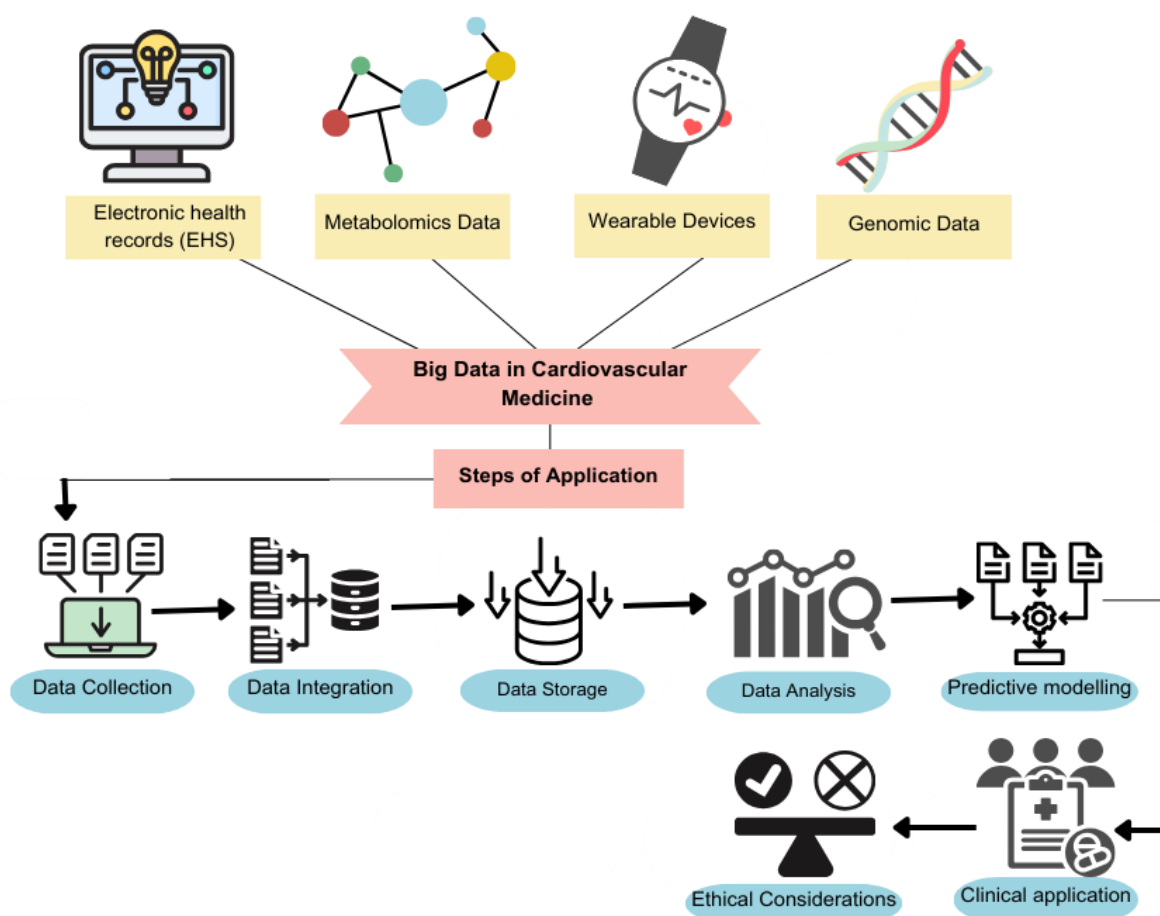 Electronic health
records (EHS)
Metabolomics Data
Wearable Devices
Genomic Data
Big Data in Cardiovascular
Medicine
Steps of Application
Data Collection
Data Integration
Data Storage
Data Analysis
Predictive modelling
Ethical Considerations
Clinical application